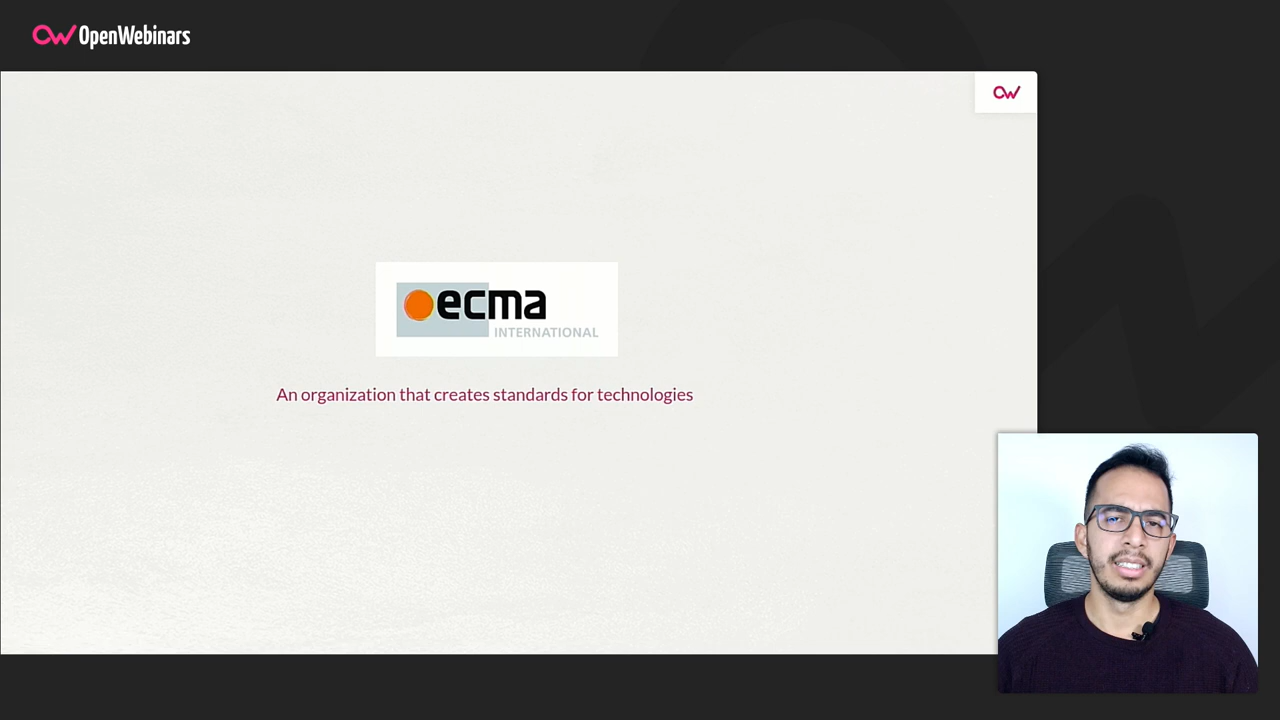 OpenWebinars
ecma
INTERNATIONAL
An organization that creates standards for technologies